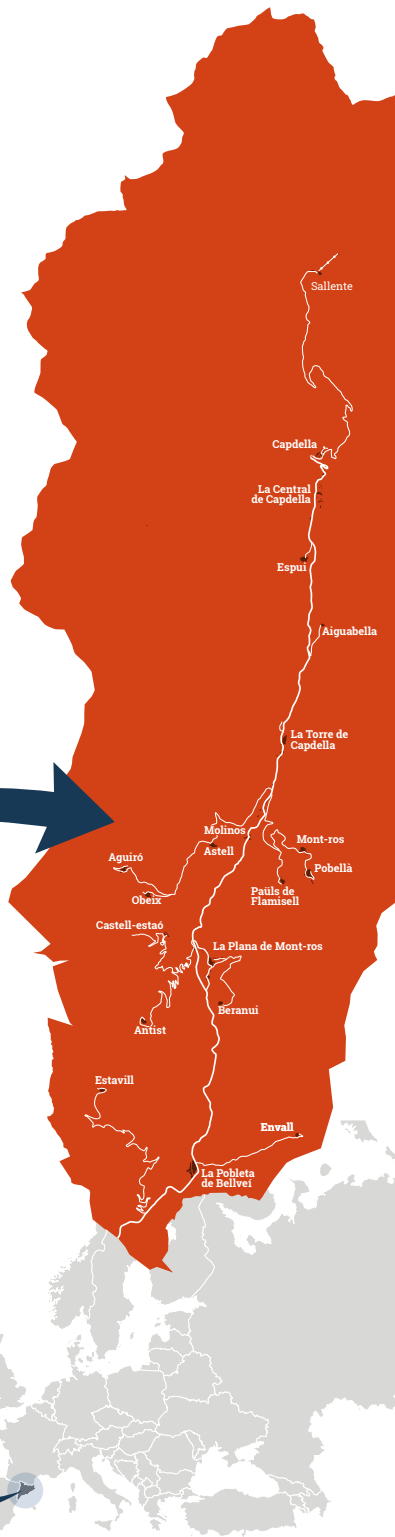 Sallente
Capdella
La Central
de Capdella
Espui
Aiguabella
La Torre de
Capdella
Molinos
Astell
Mont-ros
Aguiró
Pobellà
Obeix
Paüls de
Flamisell
Castell-estaó
La Plana de Mont-ros
Beranui
Antist
Estavill
Envall
La Pobleta
de Bellveí